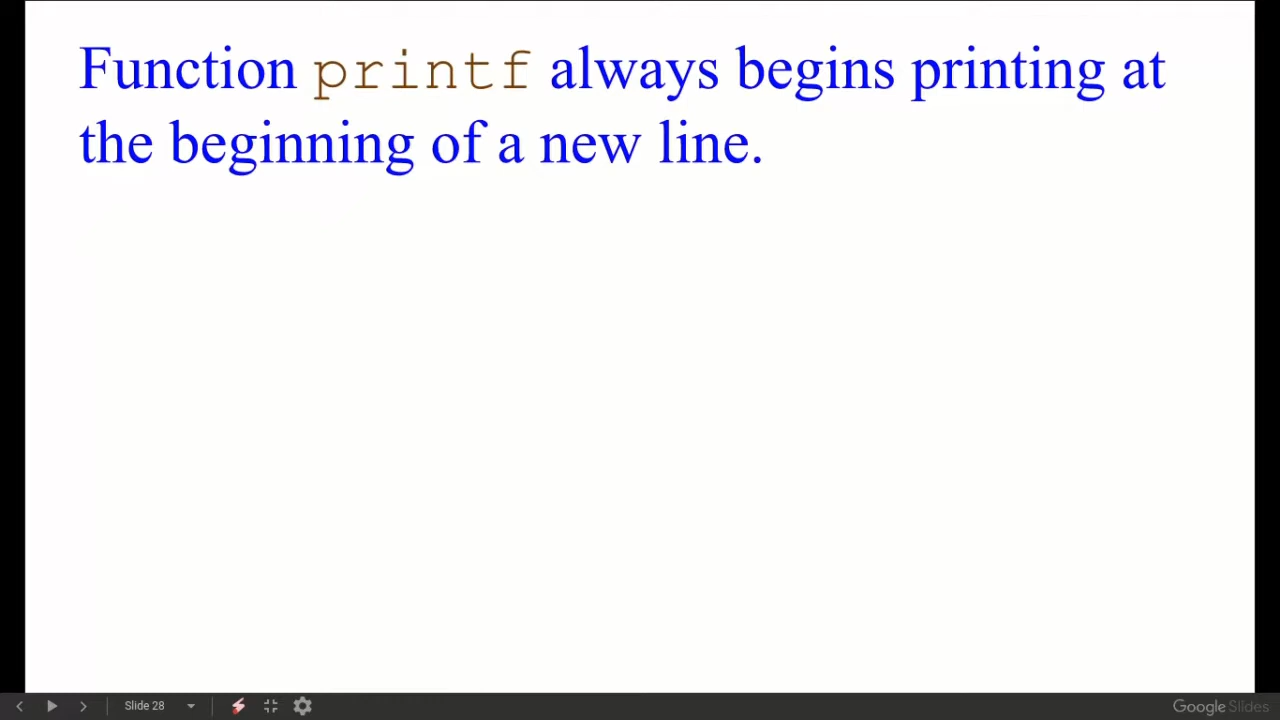 Function printf always begins printing at
the beginning of a new line.
Slide 28
Google Slides